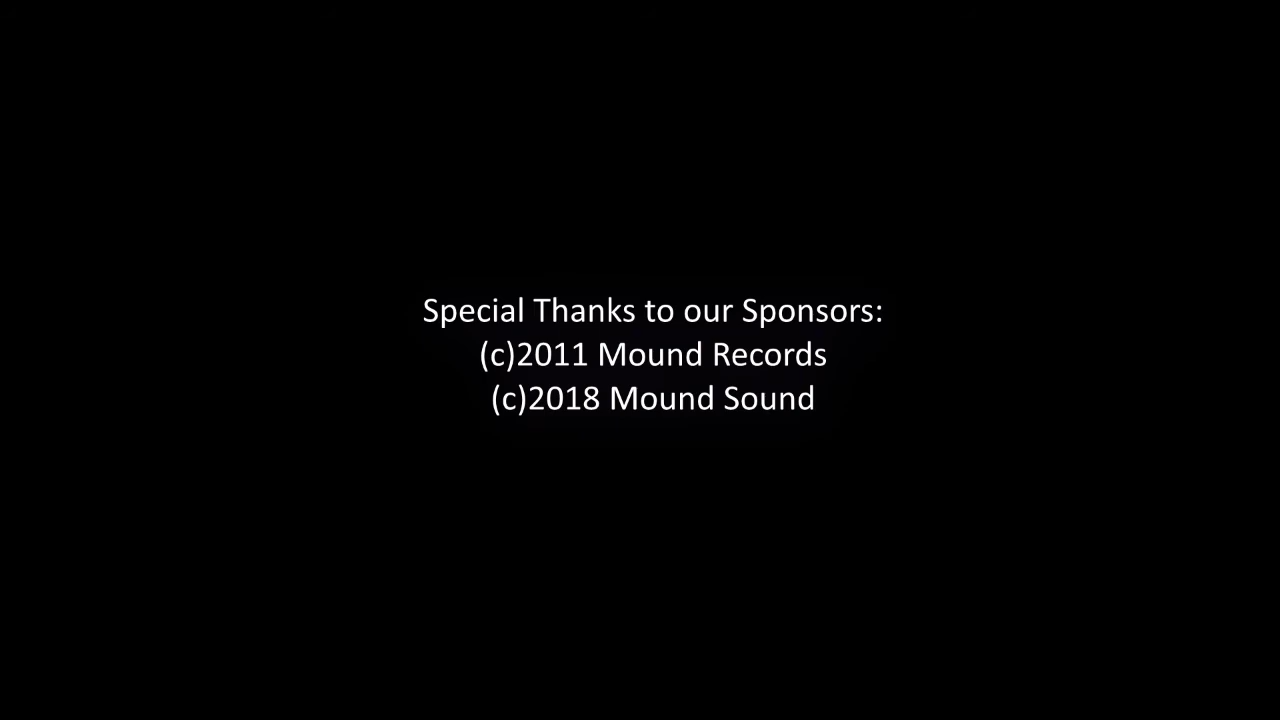 Special Thanks to our Sponsors:
(c)2011 Mound Records
(c)2018 Mound Sound